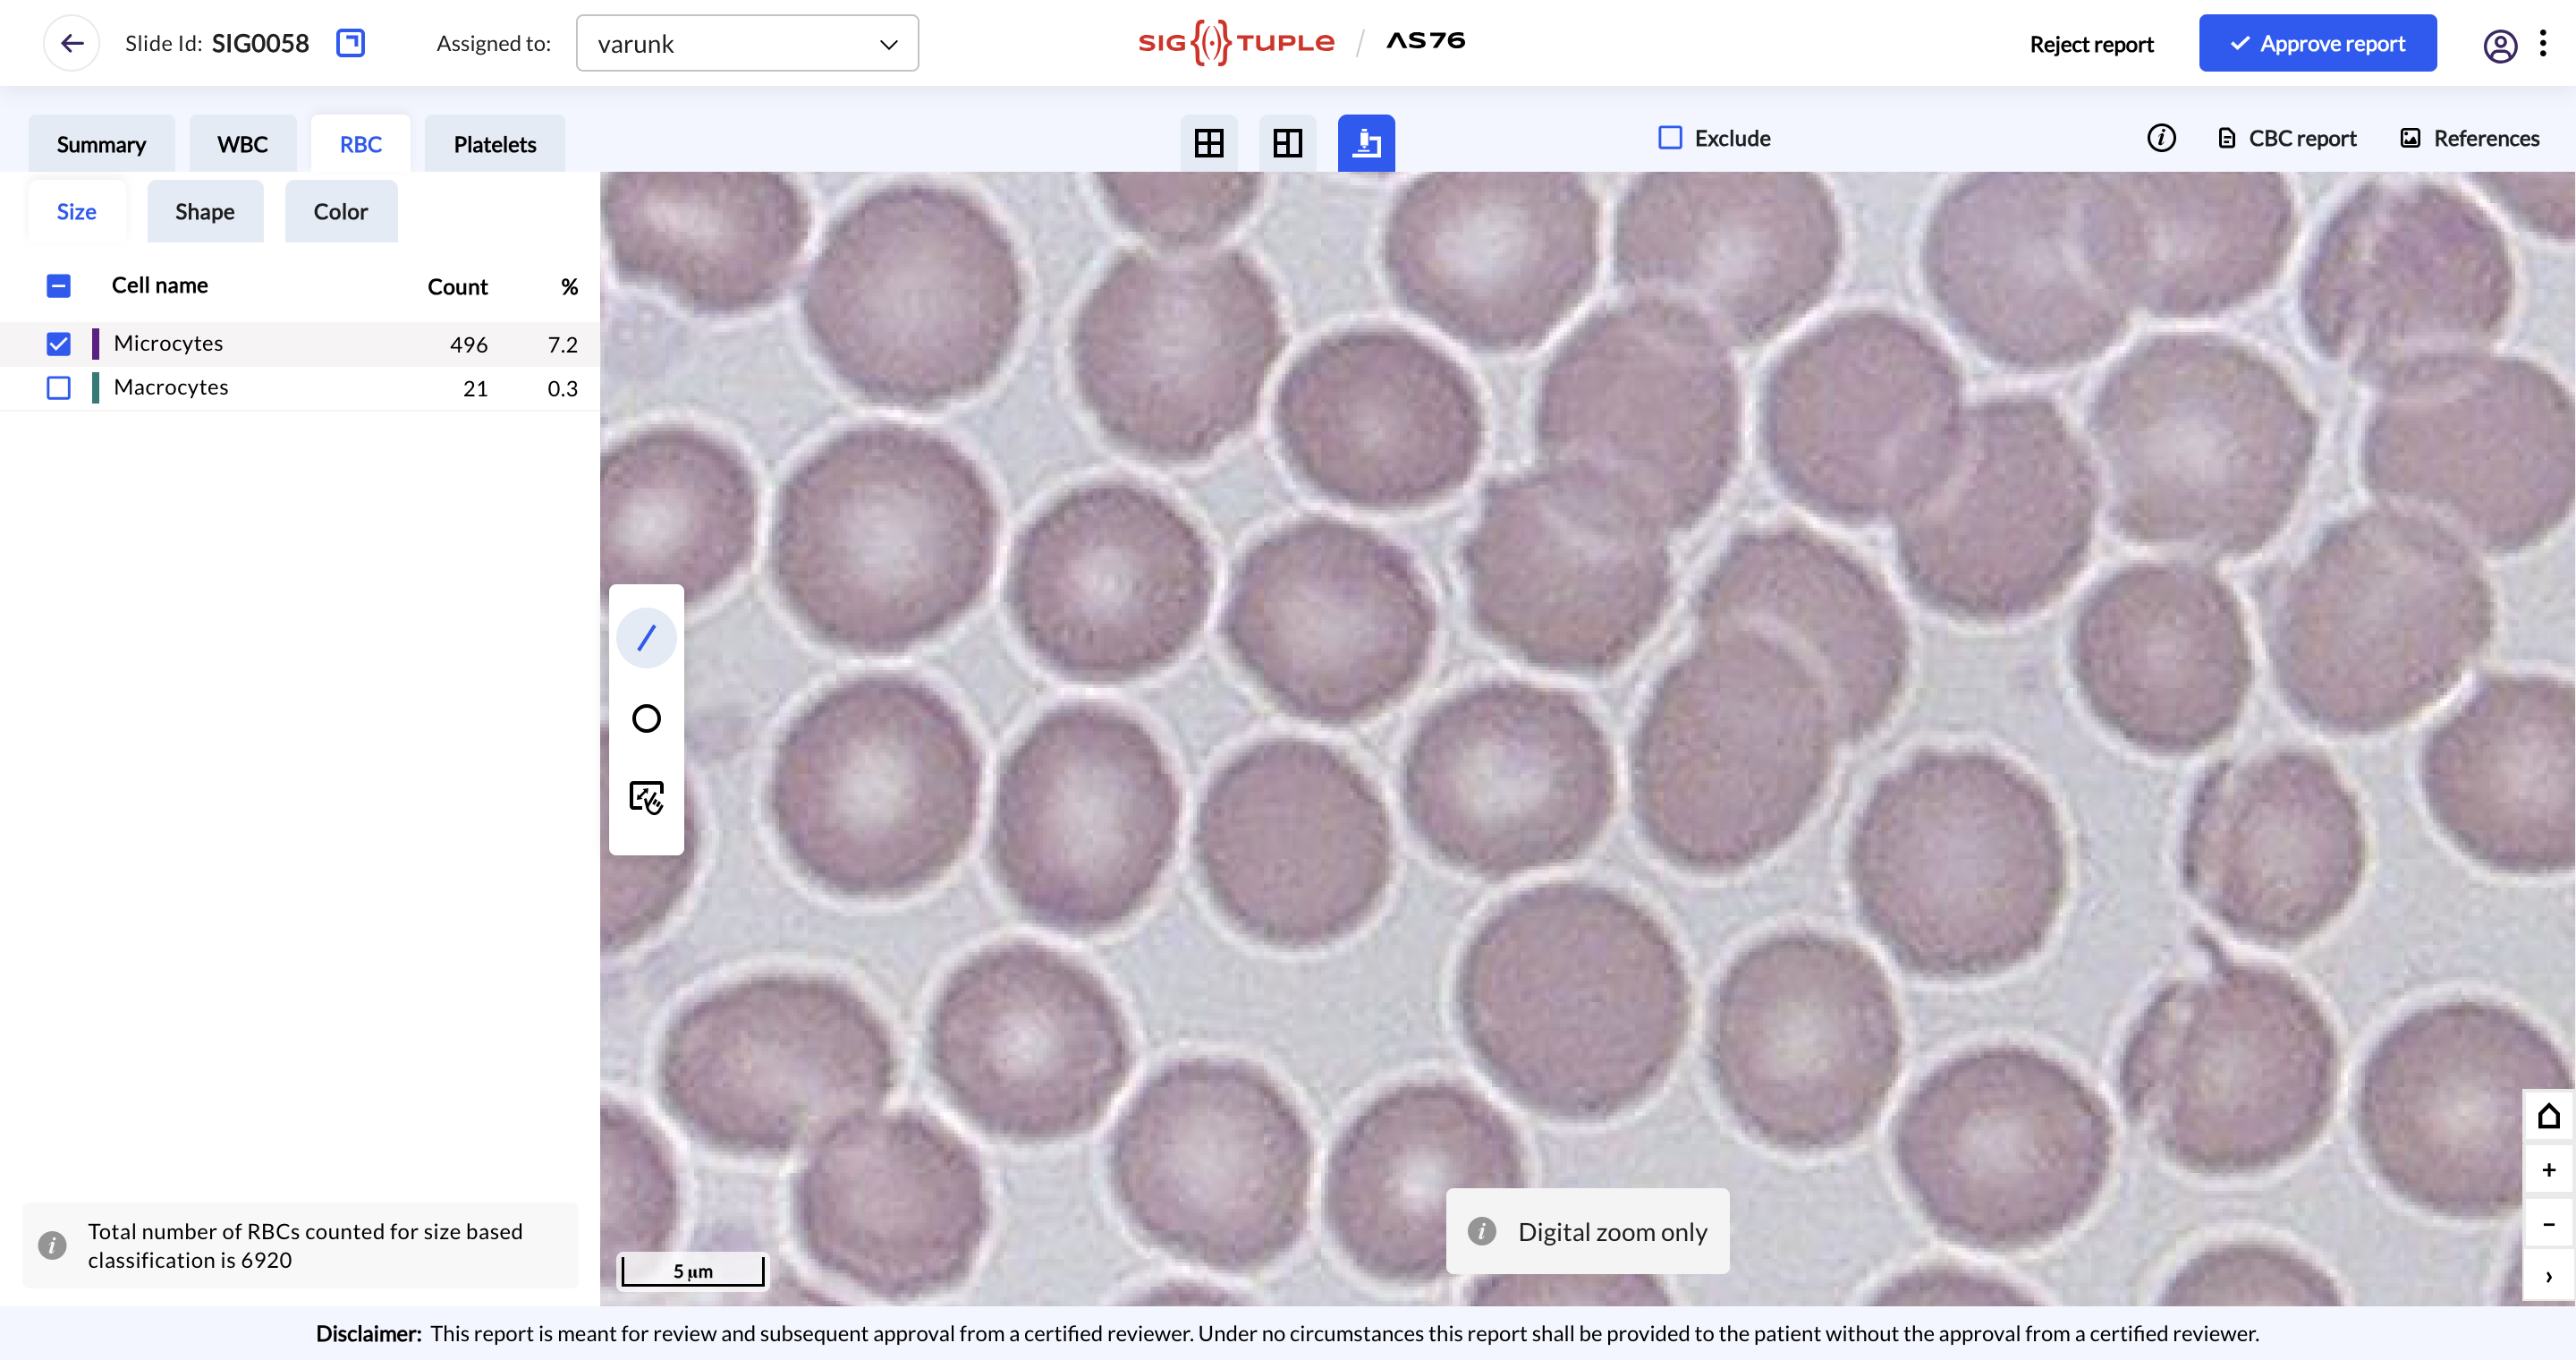 Slide Id: SIG0058 Assigned to: varunk SIG{(·)}TUPLE / AS76 Reject report Approve report
Summary WBC RBC Platelets Exclude CBC report References
Size Shape Color
Cell name Count %
Microcytes 496 7.2
Macrocytes 21 0.3
Total number of RBCs counted for size based
classification is 6920
5 μm
Digital zoom only
Disclaimer: This report is meant for review and subsequent approval from a certified reviewer. Under no circumstances this report shall be provided to the patient without the approval from a certified reviewer.